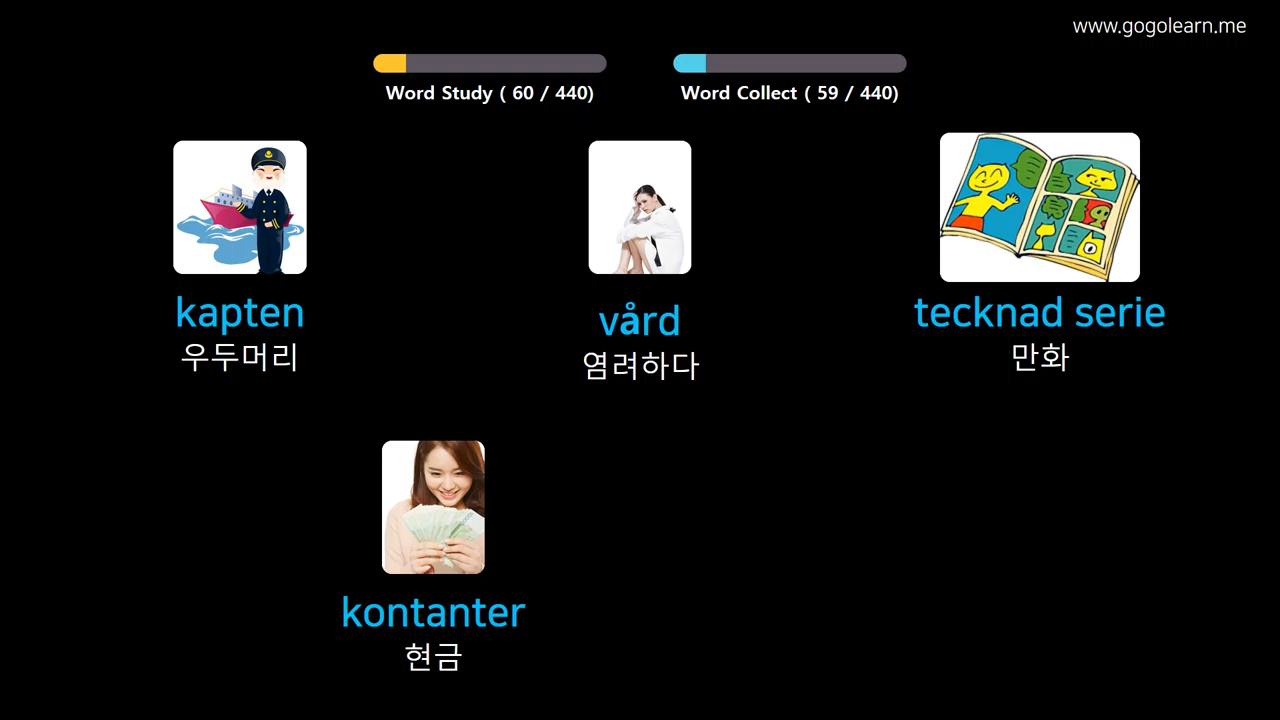 www.gogolearn.me
Word Study ( 60 / 440)
Word Collect ( 59 / 440)
kapten
우두머리
vård
염려하다
tecknad serie
만화
kontanter
현금